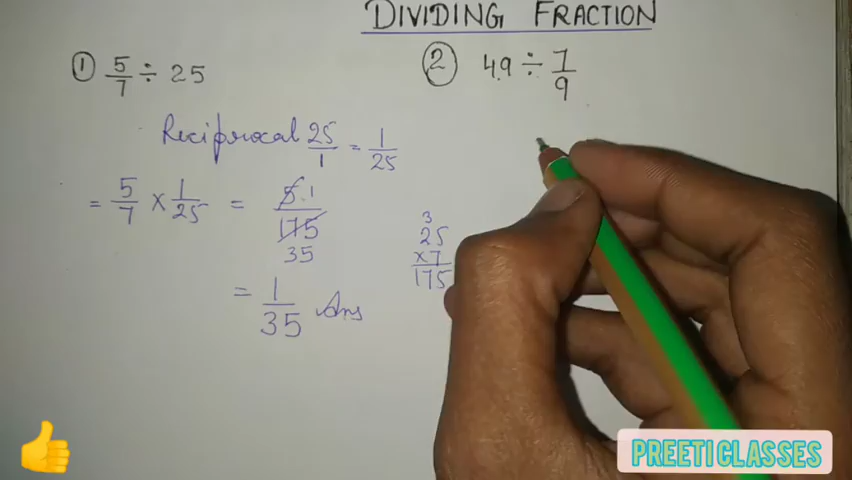 DIVIDING FRACTION
① 5/7 ÷ 25
Reciprocal 25/1 = 1/25
= 5/7 × 1/25 = 5 1/175 35
= 1/35 Ans
3
25
×7
175
② 49 ÷ 7/9
PREETI CLASSES